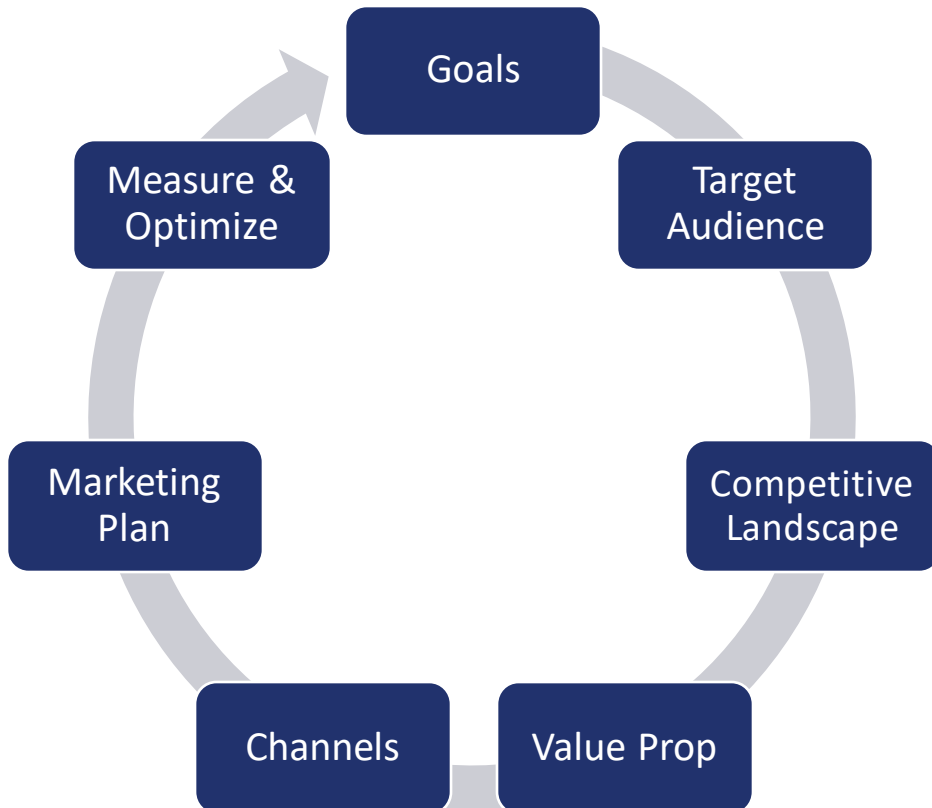 Goals
Target
Audience
Competitive
Landscape
Value Prop
Channels
Marketing
Plan
Measure &
Optimize